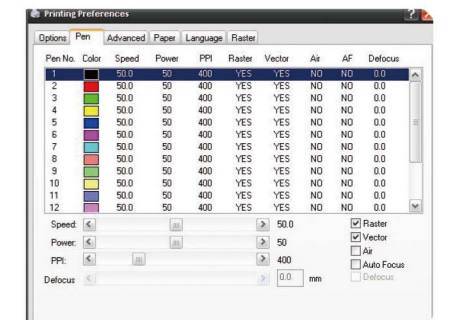 Printing Preferences ?
Options Pen Advanced Paper Language Raster
Pen No. Color Speed Power PPI Raster Vector Air AF Defocus
1 50.0 50 400 YES YES NO NO 0.0
2 50.0 50 400 YES YES NO NO 0.0
3 50.0 50 400 YES YES NO NO 0.0
4 50.0 50 400 YES YES NO NO 0.0
5 50.0 50 400 YES YES NO NO 0.0
6 50.0 50 400 YES YES NO NO 0.0
7 50.0 50 400 YES YES NO NO 0.0
8 50.0 50 400 YES YES NO NO 0.0
9 50.0 50 400 YES YES NO NO 0.0
10 50.0 50 400 YES YES NO NO 0.0
11 50.0 50 400 YES YES NO NO 0.0
12 50.0 50 400 YES YES NO NO 0.0
Speed: 50.0 Raster
Power: 50 Vector
Air
PPI: 400 Auto Focus
Defocus 0.0 mm Defocus